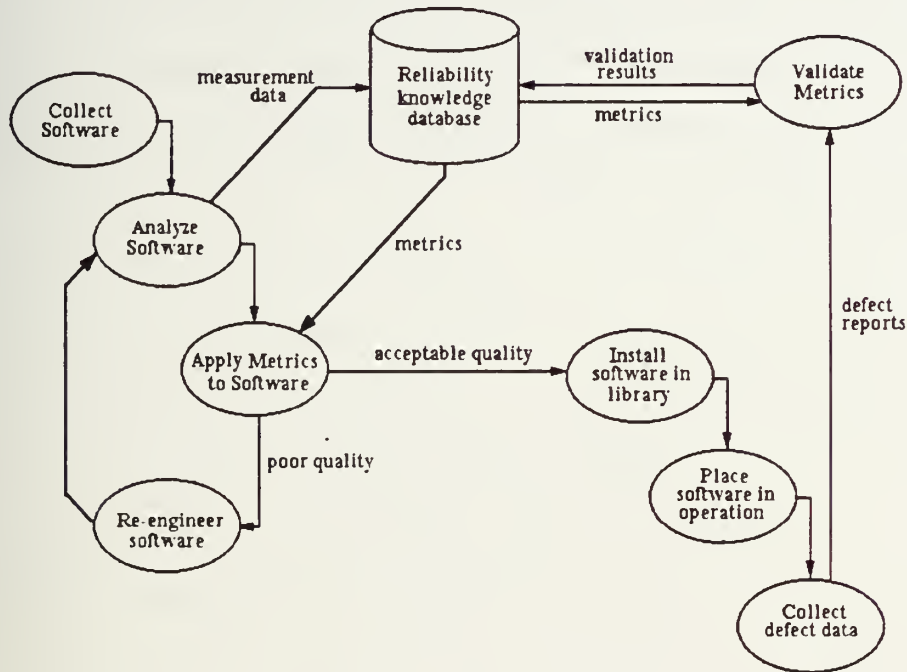 Collect
Software
measurement
data
Reliability
knowledge
database
validation
results
metrics
Validate
Metrics
Analyze
Software
metrics
defect
reports
Apply Metrics
to Software
acceptable quality
Install
software in
library
poor quality
Re-engineer
software
Place
software in
operation
Collect
defect data